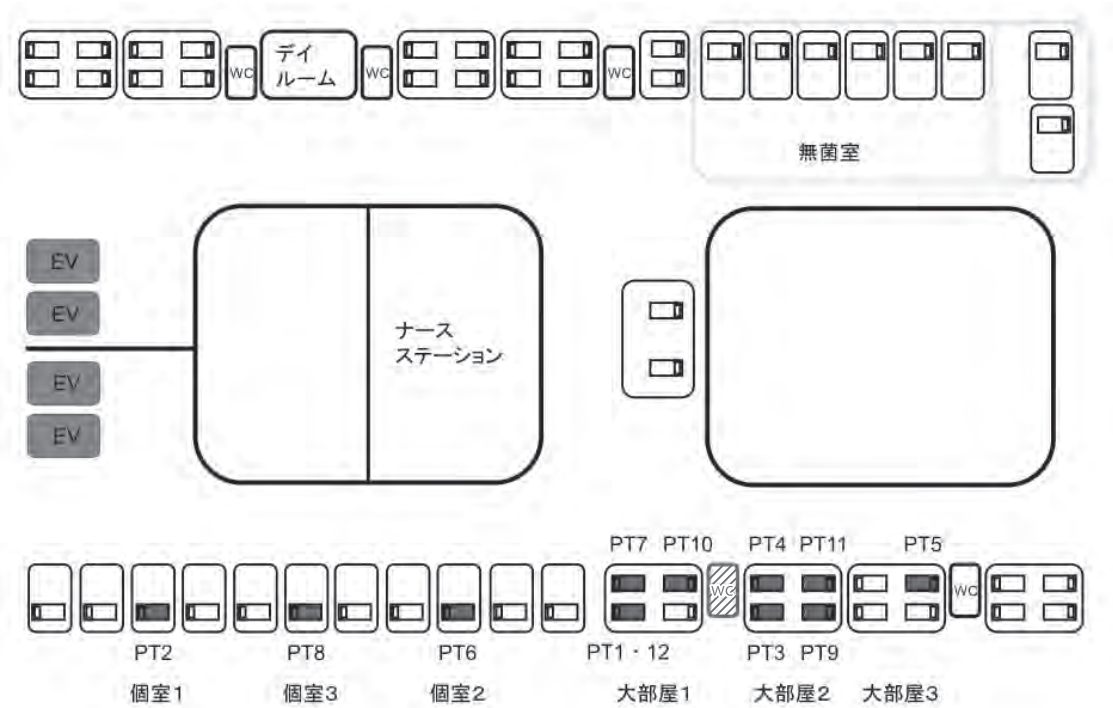 WC
デイ
ルーム
WC
WC
無菌室
EV
EV
EV
EV
ナース
ステーション
PT7 PT10 PT4 PT11 PT5
WC
WC
PT2 PT8 PT6 PT1・12 PT3 PT9
個室1 個室3 個室2 大部屋1 大部屋2 大部屋3